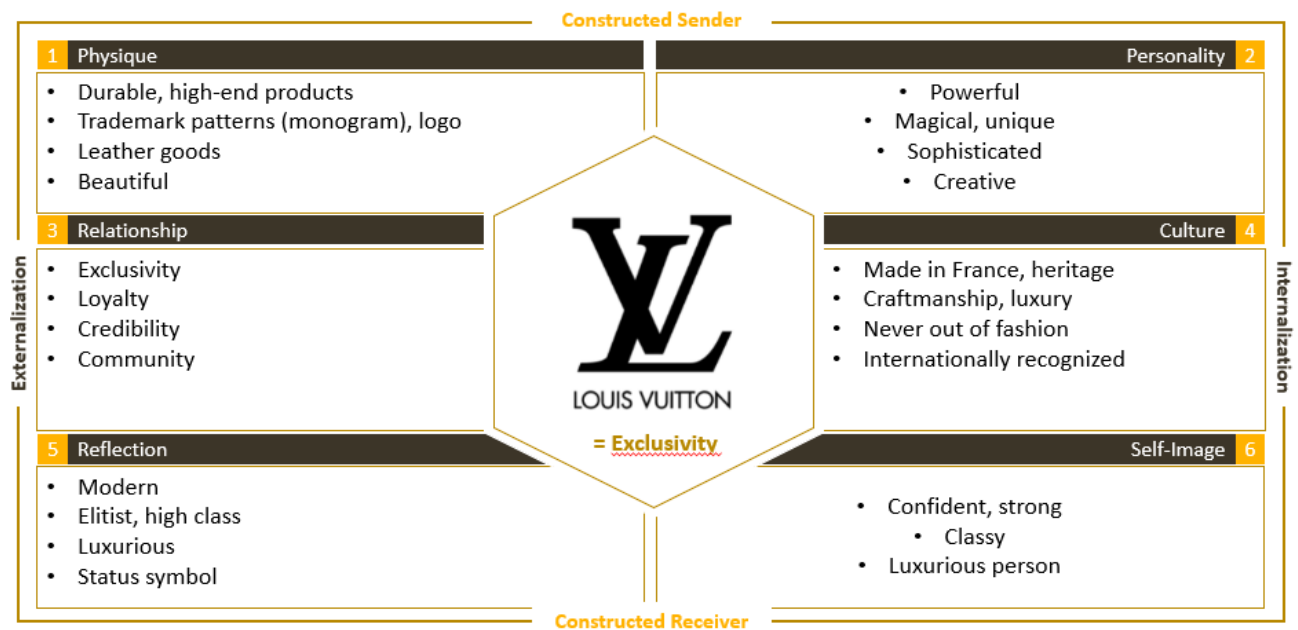 Constructed Sender
1 Physique
• Durable, high-end products
• Trademark patterns (monogram), logo
• Leather goods
• Beautiful
Personality 2
• Powerful
• Magical, unique
• Sophisticated
• Creative
3 Relationship
• Exclusivity
• Loyalty
• Credibility
• Community
Culture 4
• Made in France, heritage
• Craftmanship, luxury
• Never out of fashion
• Internationally recognized
Externalization
Internalization
LV
LOUIS VUITTON
= Exclusivity
5 Reflection
• Modern
• Elitist, high class
• Luxurious
• Status symbol
Self-Image 6
• Confident, strong
• Classy
• Luxurious person
Constructed Receiver